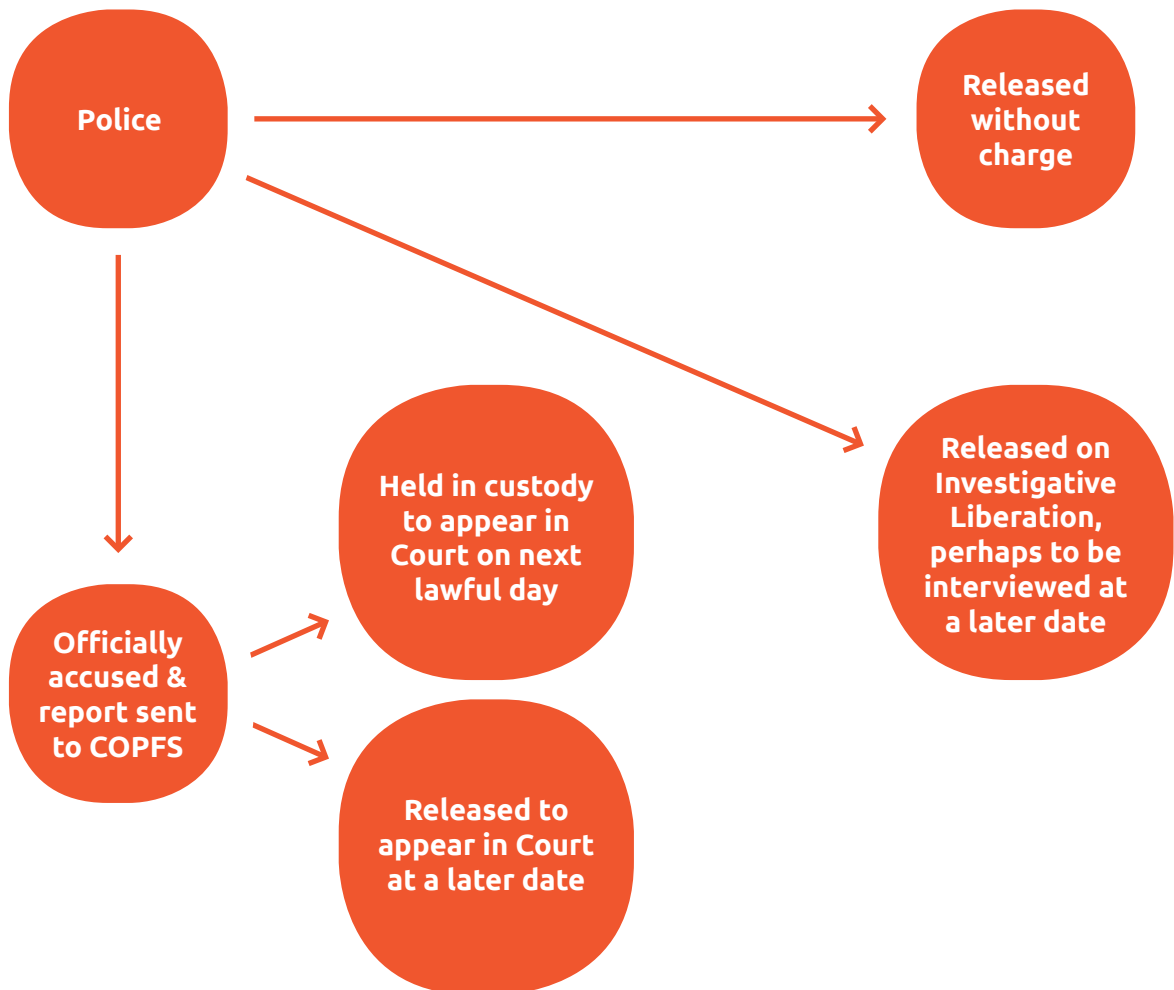 Police
Released
without
charge
Held in custody
to appear in
Court on next
lawful day
Released on
Investigative
Liberation,
perhaps to be
interviewed at
a later date
Officially
accused &
report sent
to COPFS
Released to
appear in Court
at a later date